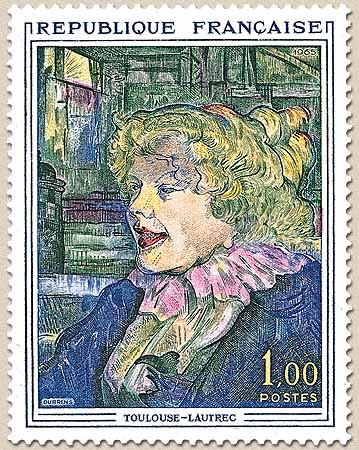 REPUBLIQUE FRANÇAISE
1965
1,00
POSTES
DURRENS
TOULOUSE-LAUTREC